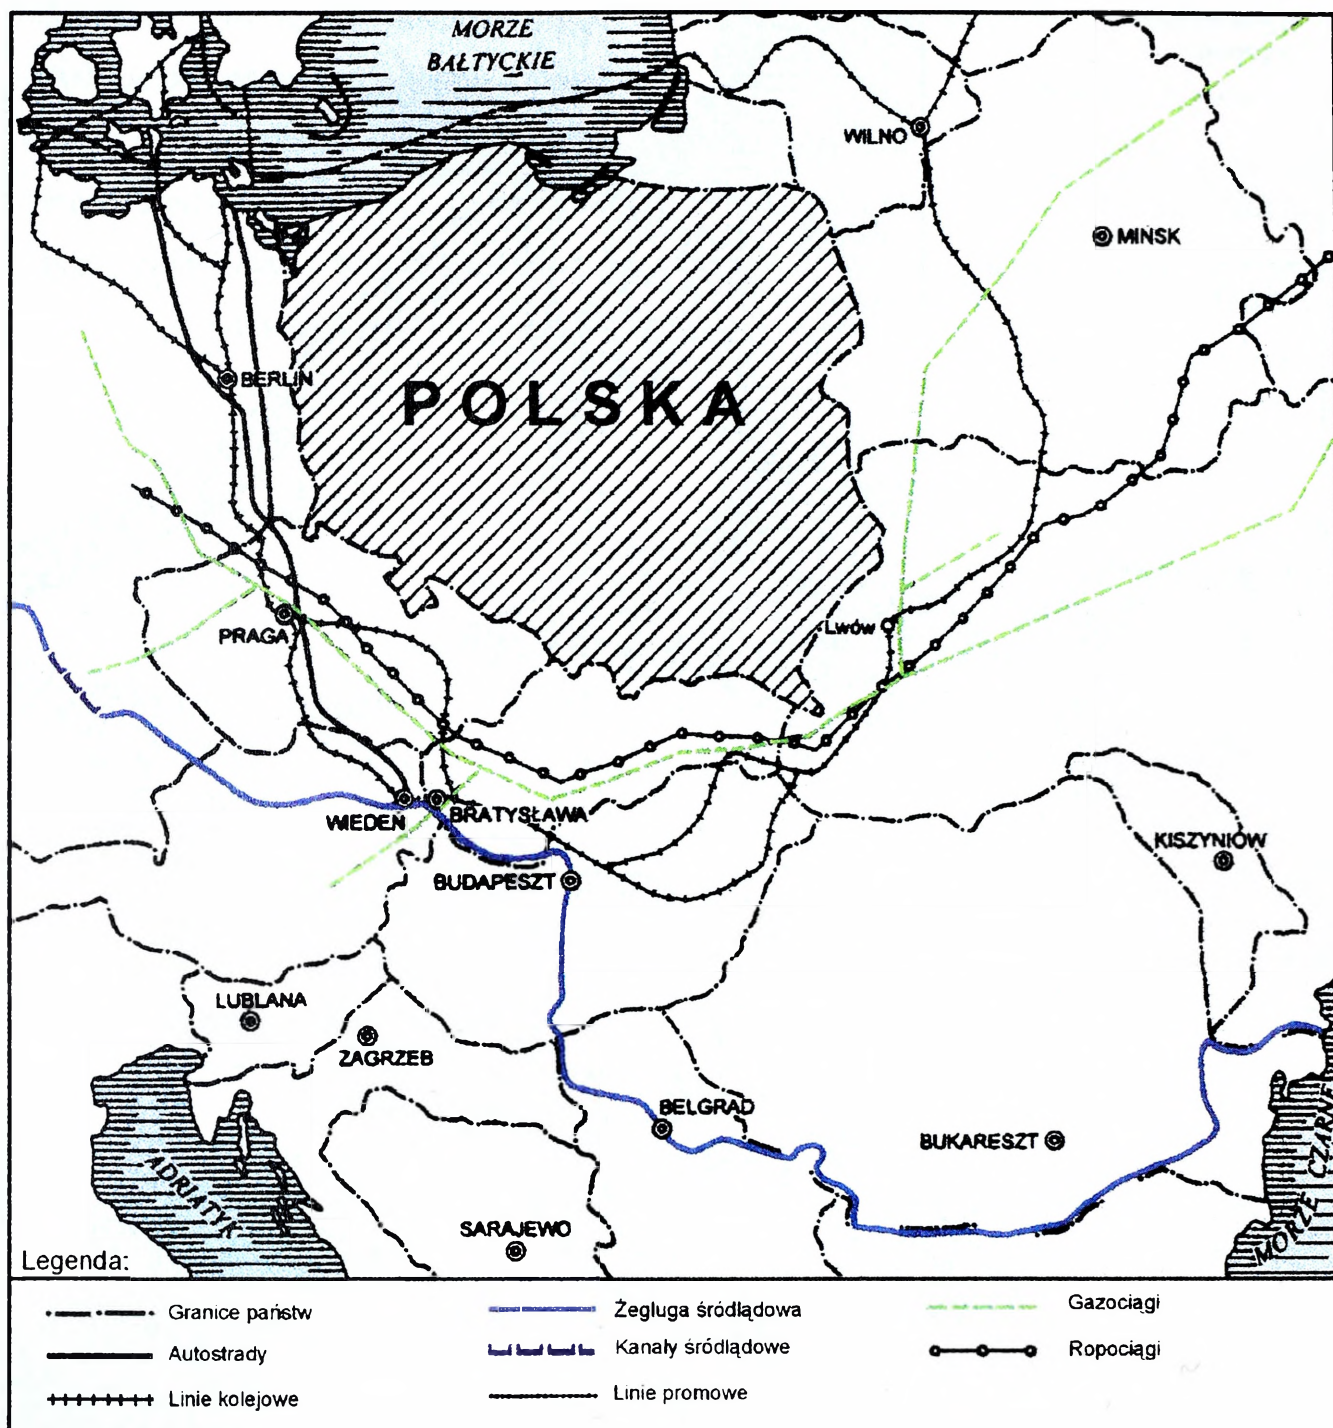 MORZE
BAŁTYCKIE
WILNO
MINSK
BERLIN
POLSKA
PRAGA
Lwów
WIEDEŃ
BRATYSŁAWA
KISZYNIÓW
BUDAPESZT
LUBLANA
ZAGRZEB
BELGRAD
BUKARESZT
ADRIATYK
SARAJEWO
MORZE CZARNE
Legenda:
Granice państw
Żegluga śródlądowa
Gazociągi
Autostrady
Kanały śródlądowe
Ropociągi
Linie kolejowe
Linie promowe